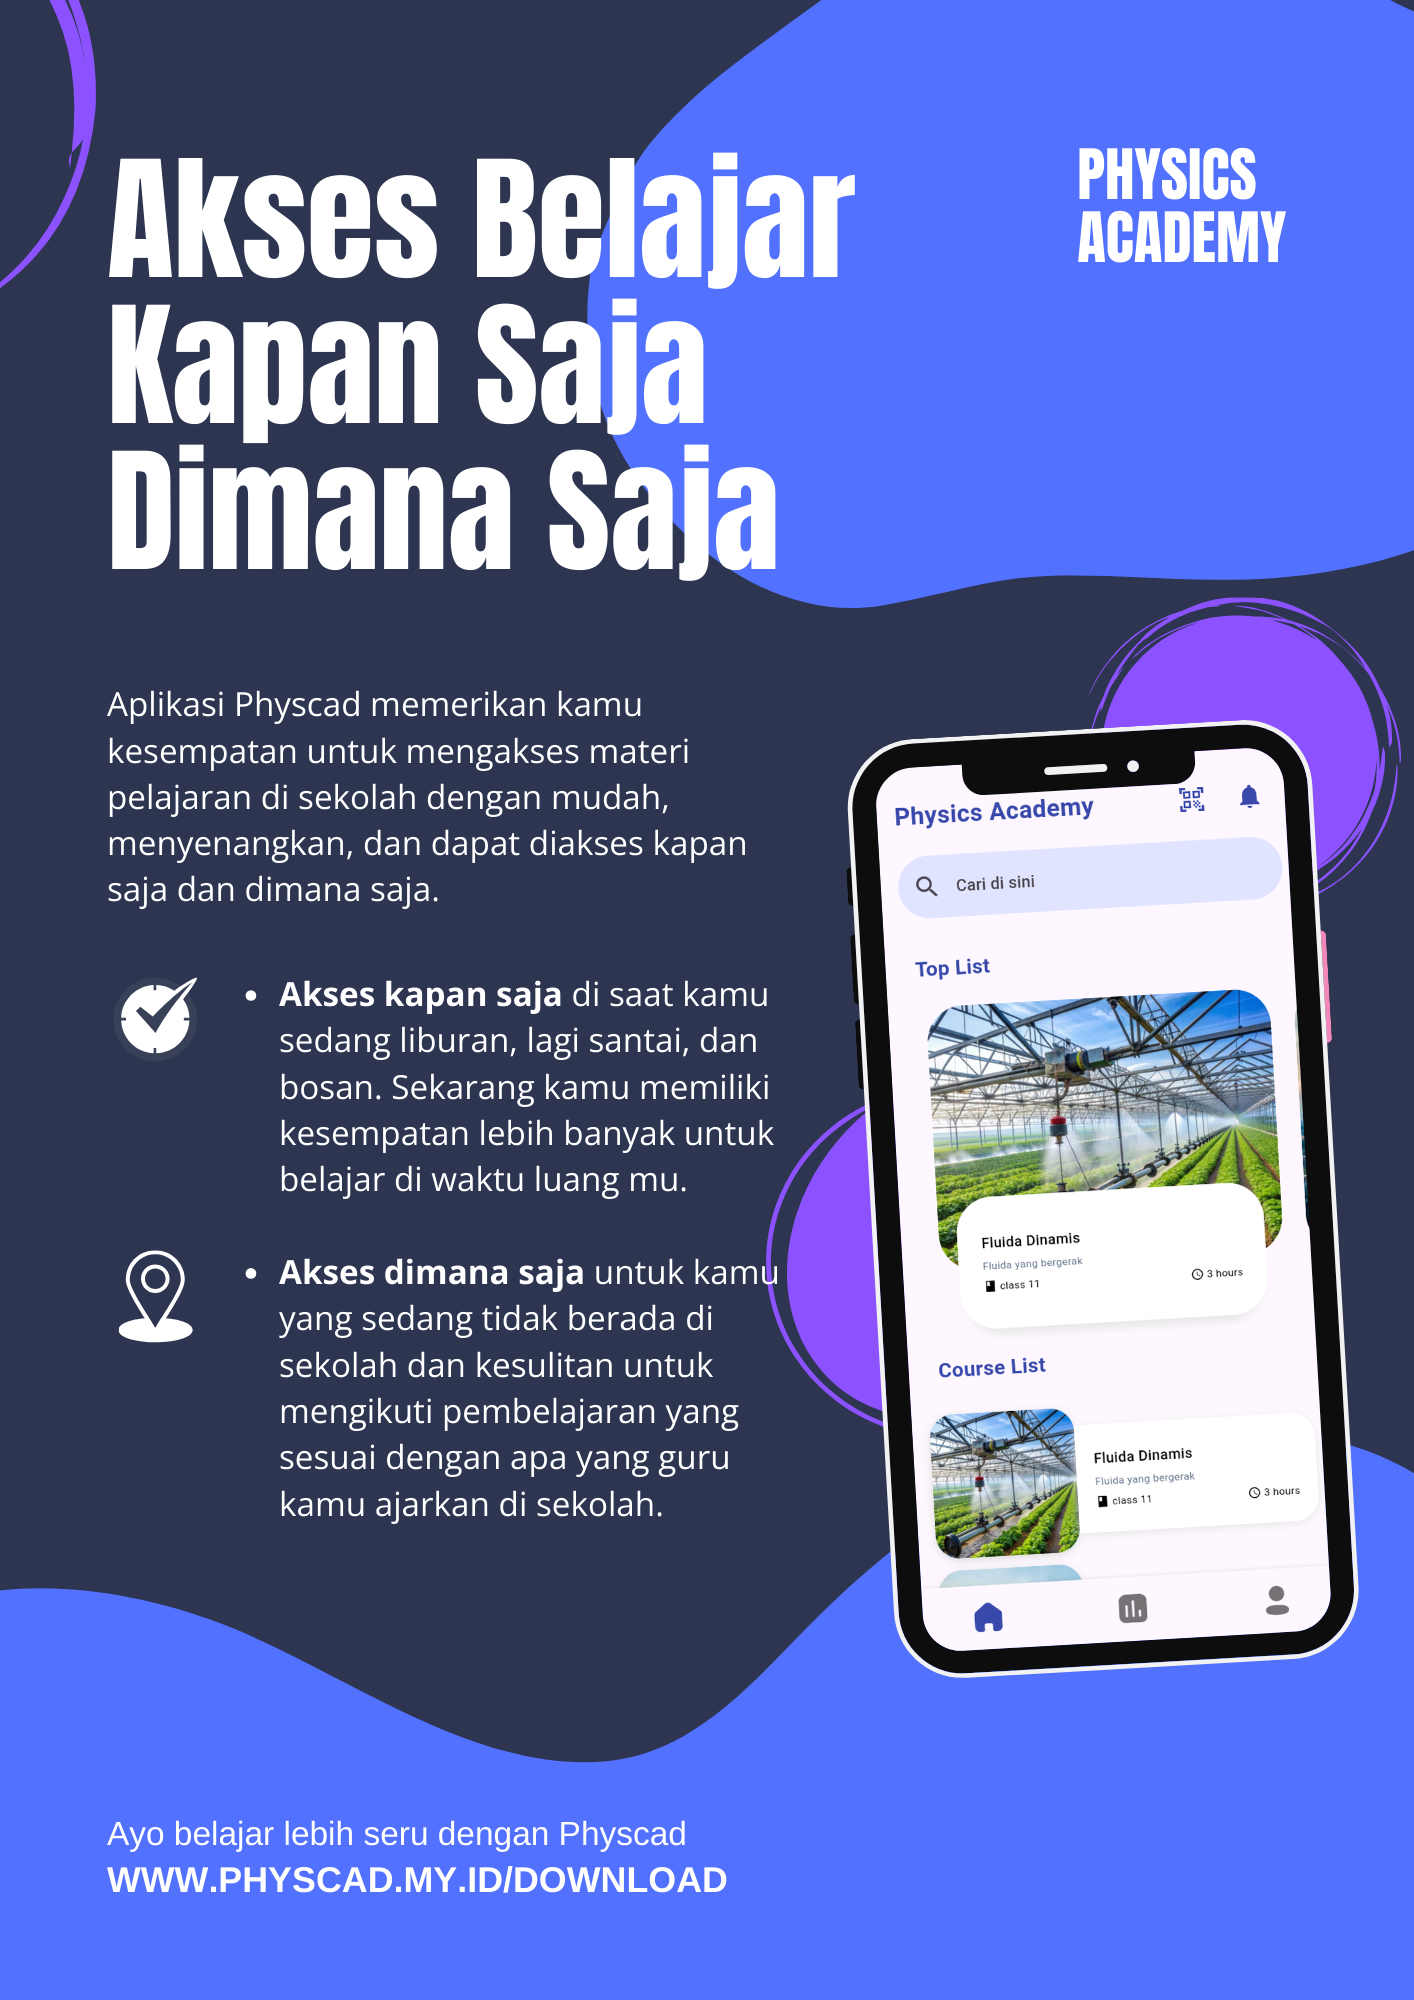 Akses Belajar
Kapan Saja
Dimana Saja
PHYSICS
ACADEMY
Aplikasi Physcad memerikan kamu
kesempatan untuk mengakses materi
pelajaran di sekolah dengan mudah,
menyenangkan, dan dapat diakses kapan
saja dan dimana saja.
• Akses kapan saja di saat kamu
sedang liburan, lagi santai, dan
bosan. Sekarang kamu memiliki
kesempatan lebih banyak untuk
belajar di waktu luang mu.
• Akses dimana saja untuk kamu
yang sedang tidak berada di
sekolah dan kesulitan untuk
mengikuti pembelajaran yang
sesuai dengan apa yang guru
kamu ajarkan di sekolah.
Physics Academy
Cari di sini
Top List
Fluida Dinamis
Fluida yang bergerak
class 11
3 hours
Course List
Fluida Dinamis
Fluida yang bergerak
class 11
3 hours
Ayo belajar lebih seru dengan Physcad
WWW.PHYSCAD.MY.ID/DOWNLOAD